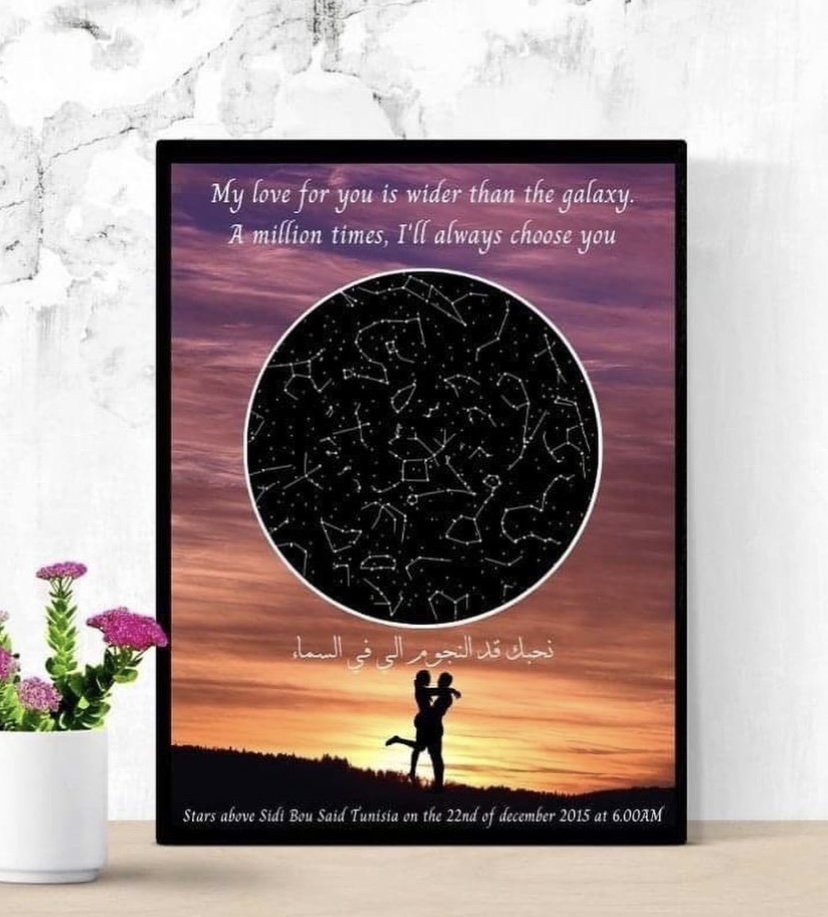 My love for you is wider than the galaxy.
A million times, I'll always choose you
نحبك قد النجوم الي في السماء
Stars above Sidi Bou Said Tunisia on the 22nd of december 2015 at 6.00AM